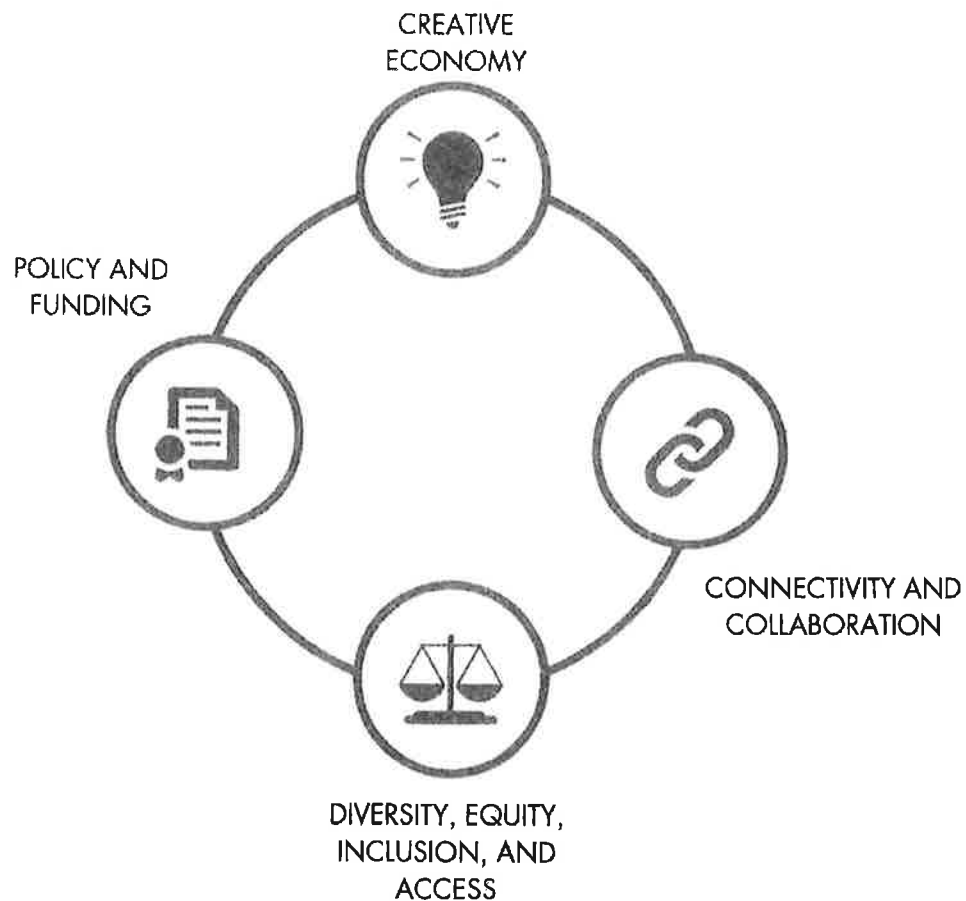 CREATIVE
ECONOMY
POLICY AND
FUNDING
CONNECTIVITY AND
COLLABORATION
DIVERSITY, EQUITY,
INCLUSION, AND
ACCESS